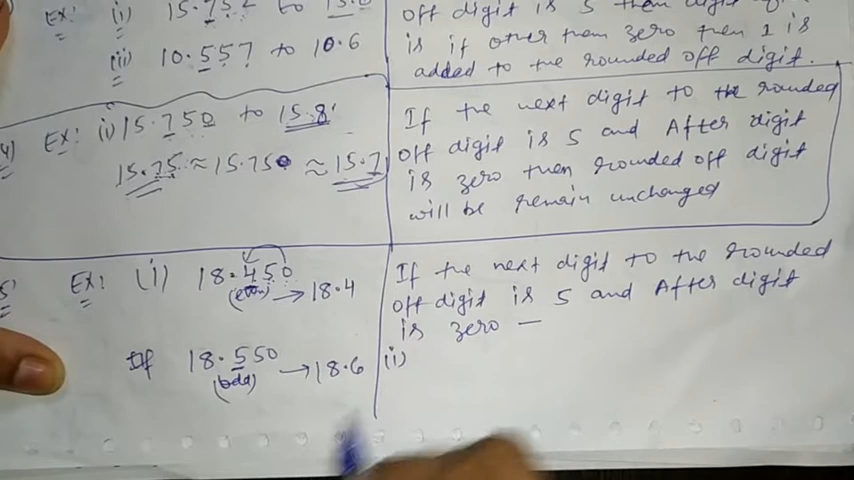 Ex: (i) 15.752 to 15.8
(ii) 10.557 to 10.6
off digit is 5 then digit
is if other than zero then 1 is
added to the rounded off digit.
4) Ex: (i) 15.750 to 15.8
15.75 ≈ 15.750 ≈ 15.7
If the next digit to the rounded
off digit is 5 and After digit
is zero then rounded off digit
will be remain unchanged
5) Ex: (i) 18.450
(even) → 18.4
If 18.550
(odd) → 18.6
If the next digit to the rounded
off digit is 5 and After digit
is zero —
(ii)